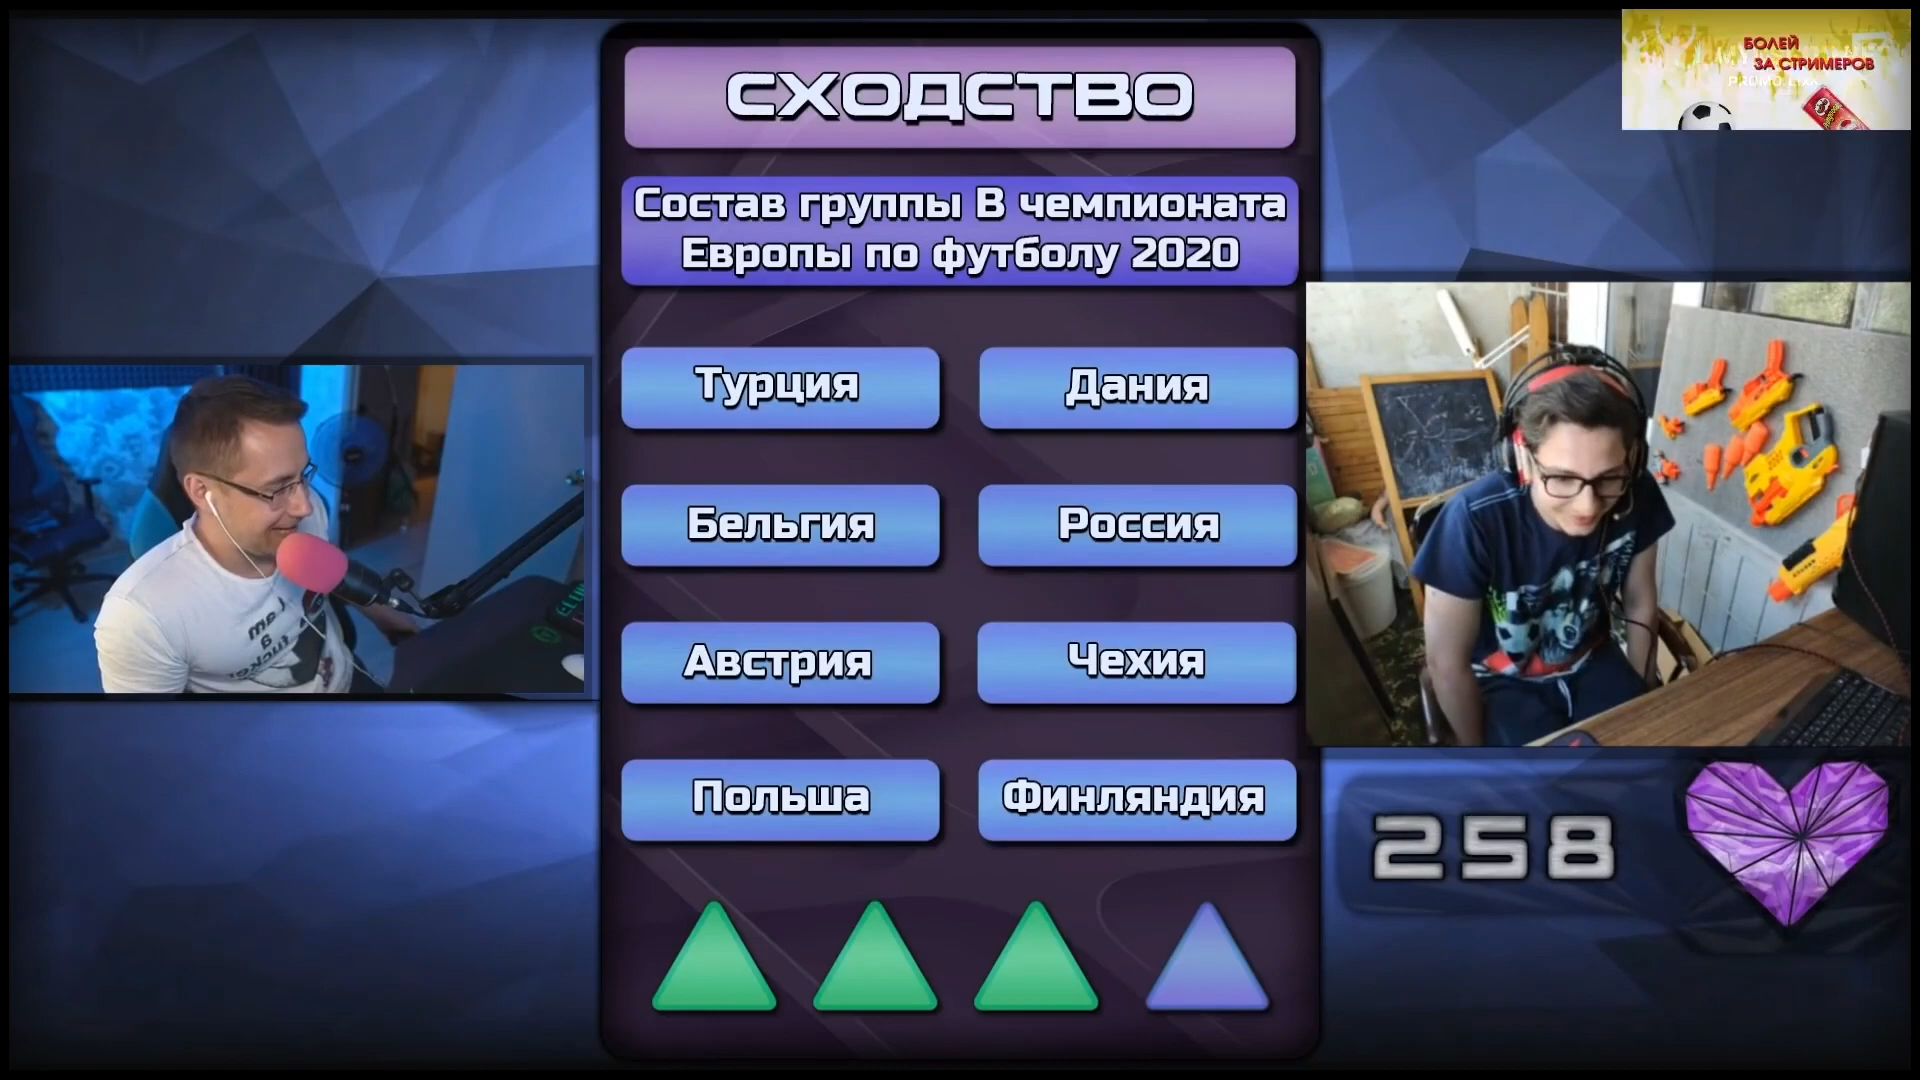 БОЛЕЙ
ЗА СТРИМЕРОВ
СХОДСТВО
Состав группы B чемпионата
Европы по футболу 2020
Турция
Дания
Бельгия
Россия
Австрия
Чехия
Польша
Финляндия
258